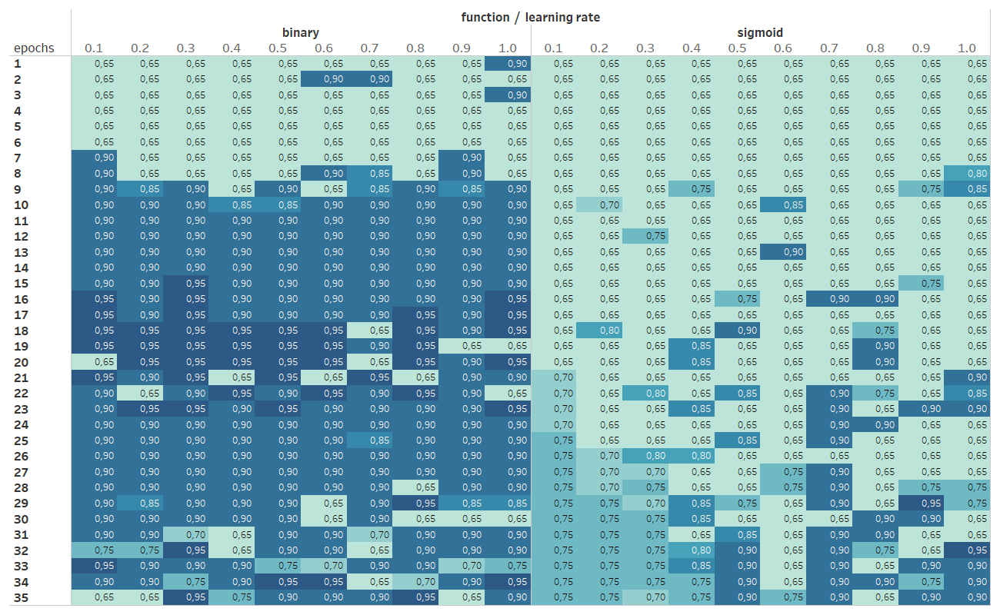 function / learning rate
binary sigmoid
epochs 0.1 0.2 0.3 0.4 0.5 0.6 0.7 0.8 0.9 1.0 0.1 0.2 0.3 0.4 0.5 0.6 0.7 0.8 0.9 1.0
1 0,65 0,65 0,65 0,65 0,65 0,65 0,65 0,65 0,65 0,90 0,65 0,65 0,65 0,65 0,65 0,65 0,65 0,65 0,65 0,65
2 0,65 0,65 0,65 0,65 0,65 0,90 0,90 0,65 0,65 0,65 0,65 0,65 0,65 0,65 0,65 0,65 0,65 0,65 0,65 0,65
3 0,65 0,65 0,65 0,65 0,65 0,65 0,65 0,65 0,65 0,90 0,65 0,65 0,65 0,65 0,65 0,65 0,65 0,65 0,65 0,65
4 0,65 0,65 0,65 0,65 0,65 0,65 0,65 0,65 0,65 0,65 0,65 0,65 0,65 0,65 0,65 0,65 0,65 0,65 0,65 0,65
5 0,65 0,65 0,65 0,65 0,65 0,65 0,65 0,65 0,65 0,65 0,65 0,65 0,65 0,65 0,65 0,65 0,65 0,65 0,65 0,65
6 0,65 0,65 0,65 0,65 0,65 0,65 0,65 0,65 0,65 0,65 0,65 0,65 0,65 0,65 0,65 0,65 0,65 0,65 0,65 0,65
7 0,90 0,65 0,65 0,65 0,65 0,65 0,65 0,65 0,90 0,65 0,65 0,65 0,65 0,65 0,65 0,65 0,65 0,65 0,65 0,65
8 0,90 0,65 0,65 0,65 0,65 0,90 0,85 0,65 0,90 0,65 0,65 0,65 0,65 0,65 0,65 0,65 0,65 0,65 0,65 0,80
9 0,90 0,85 0,90 0,65 0,90 0,65 0,85 0,90 0,85 0,90 0,65 0,65 0,65 0,75 0,65 0,65 0,65 0,65 0,75 0,85
10 0,90 0,90 0,90 0,85 0,85 0,90 0,90 0,90 0,90 0,90 0,65 0,70 0,65 0,65 0,65 0,85 0,65 0,65 0,65 0,65
11 0,90 0,90 0,90 0,90 0,90 0,90 0,90 0,90 0,90 0,90 0,65 0,65 0,65 0,65 0,65 0,65 0,65 0,65 0,65 0,65
12 0,90 0,90 0,90 0,90 0,90 0,90 0,90 0,90 0,90 0,90 0,65 0,65 0,75 0,65 0,65 0,65 0,65 0,65 0,65 0,65
13 0,90 0,90 0,90 0,90 0,90 0,90 0,90 0,90 0,90 0,90 0,65 0,65 0,65 0,65 0,65 0,90 0,65 0,65 0,65 0,65
14 0,90 0,90 0,90 0,90 0,90 0,90 0,90 0,90 0,90 0,90 0,65 0,65 0,65 0,65 0,65 0,65 0,65 0,65 0,65 0,65
15 0,90 0,90 0,95 0,90 0,90 0,90 0,90 0,90 0,90 0,90 0,65 0,65 0,65 0,65 0,65 0,65 0,65 0,65 0,75 0,65
16 0,95 0,90 0,95 0,90 0,90 0,90 0,90 0,90 0,90 0,95 0,65 0,65 0,65 0,65 0,75 0,65 0,90 0,90 0,65 0,65
17 0,95 0,90 0,95 0,90 0,90 0,90 0,90 0,95 0,90 0,95 0,65 0,65 0,65 0,65 0,65 0,65 0,65 0,65 0,65 0,65
18 0,95 0,95 0,95 0,95 0,95 0,95 0,65 0,95 0,90 0,95 0,65 0,80 0,65 0,65 0,90 0,65 0,65 0,75 0,65 0,65
19 0,95 0,95 0,95 0,95 0,95 0,95 0,90 0,95 0,65 0,65 0,65 0,65 0,65 0,85 0,65 0,65 0,65 0,90 0,65 0,65
20 0,65 0,95 0,95 0,95 0,95 0,95 0,65 0,95 0,90 0,95 0,65 0,65 0,65 0,85 0,65 0,65 0,65 0,90 0,65 0,65
21 0,95 0,90 0,95 0,65 0,95 0,65 0,95 0,65 0,90 0,90 0,70 0,65 0,65 0,65 0,65 0,65 0,65 0,65 0,65 0,90
22 0,90 0,65 0,90 0,95 0,90 0,95 0,90 0,95 0,90 0,65 0,70 0,65 0,80 0,65 0,85 0,65 0,90 0,75 0,65 0,85
23 0,90 0,95 0,95 0,90 0,95 0,90 0,90 0,90 0,90 0,95 0,70 0,65 0,65 0,85 0,65 0,65 0,90 0,65 0,90 0,90
24 0,90 0,90 0,90 0,90 0,90 0,90 0,90 0,90 0,90 0,90 0,70 0,65 0,65 0,65 0,65 0,65 0,90 0,90 0,65 0,65
25 0,90 0,90 0,90 0,90 0,90 0,90 0,85 0,90 0,90 0,90 0,75 0,65 0,65 0,65 0,85 0,65 0,90 0,65 0,65 0,65
26 0,90 0,90 0,90 0,90 0,90 0,90 0,90 0,90 0,90 0,90 0,75 0,70 0,80 0,80 0,65 0,65 0,65 0,65 0,65 0,65
27 0,90 0,90 0,90 0,90 0,90 0,90 0,90 0,90 0,90 0,90 0,75 0,70 0,70 0,65 0,65 0,75 0,90 0,65 0,65 0,65
28 0,90 0,90 0,90 0,90 0,90 0,90 0,90 0,65 0,90 0,90 0,75 0,70 0,75 0,65 0,65 0,75 0,90 0,65 0,75 0,75
29 0,90 0,85 0,90 0,90 0,90 0,65 0,90 0,95 0,85 0,85 0,75 0,75 0,70 0,85 0,75 0,65 0,90 0,65 0,95 0,75
30 0,90 0,90 0,90 0,90 0,90 0,65 0,90 0,65 0,65 0,65 0,75 0,75 0,75 0,85 0,65 0,65 0,65 0,90 0,90 0,65
31 0,90 0,90 0,70 0,65 0,90 0,90 0,70 0,90 0,90 0,90 0,75 0,75 0,75 0,65 0,85 0,65 0,90 0,90 0,65 0,65
32 0,75 0,75 0,95 0,65 0,90 0,90 0,65 0,90 0,90 0,90 0,75 0,75 0,75 0,80 0,90 0,65 0,90 0,75 0,65 0,95
33 0,95 0,90 0,90 0,90 0,75 0,70 0,90 0,90 0,70 0,75 0,75 0,75 0,75 0,85 0,90 0,65 0,90 0,65 0,90 0,90
34 0,90 0,90 0,75 0,90 0,95 0,95 0,65 0,70 0,90 0,95 0,75 0,75 0,75 0,75 0,90 0,65 0,90 0,90 0,75 0,90
35 0,65 0,65 0,95 0,75 0,90 0,90 0,90 0,95 0,65 0,90 0,75 0,75 0,70 0,75 0,90 0,75 0,90 0,65 0,90 0,90